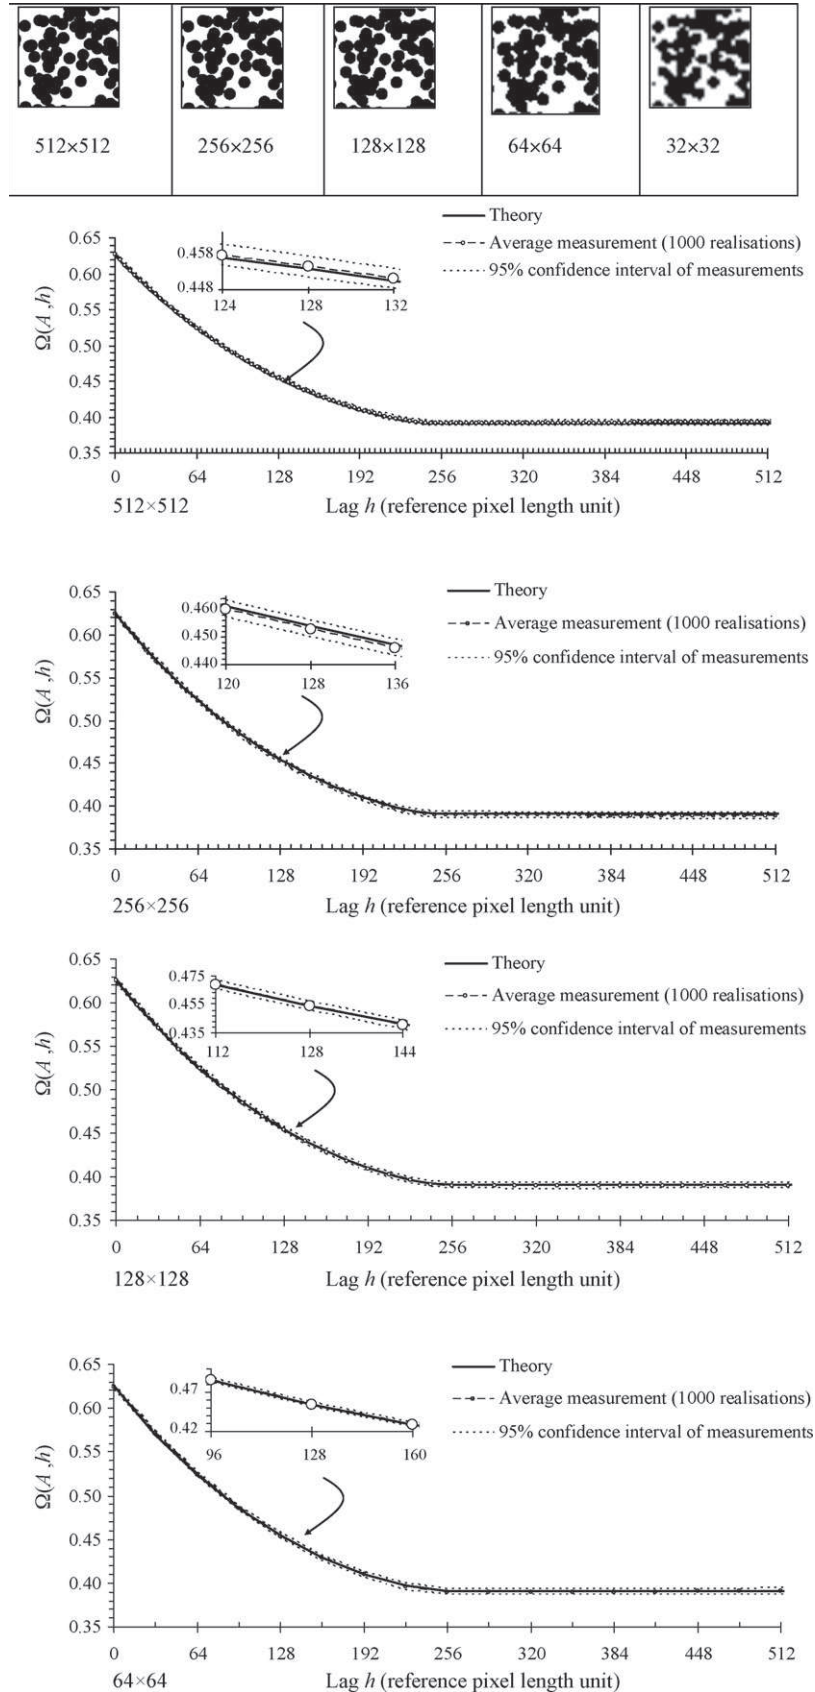 512×512 256×256 128×128 64×64 32×32
Theory
Average measurement (1000 realisations)
95% confidence interval of measurements
0.65
0.60
0.55
0.50
0.45
0.40
0.35
Ω(A ,h)
0.458
0.448
124 128 132
0 64 128 192 256 320 384 448 512
512×512 Lag h (reference pixel length unit)
Theory
Average measurement (1000 realisations)
95% confidence interval of measurements
0.65
0.60
0.55
0.50
0.45
0.40
0.35
Ω(A ,h)
0.460
0.450
0.440
120 128 136
0 64 128 192 256 320 384 448 512
256×256 Lag h (reference pixel length unit)
Theory
Average measurement (1000 realisations)
95% confidence interval of measurements
0.65
0.60
0.55
0.50
0.45
0.40
0.35
Ω(A ,h)
0.475
0.455
0.435
112 128 144
0 64 128 192 256 320 384 448 512
128×128 Lag h (reference pixel length unit)
Theory
Average measurement (1000 realisations)
95% confidence interval of measurements
0.65
0.60
0.55
0.50
0.45
0.40
0.35
Ω(A ,h)
0.47
0.42
96 128 160
0 64 128 192 256 320 384 448 512
64×64 Lag h (reference pixel length unit)